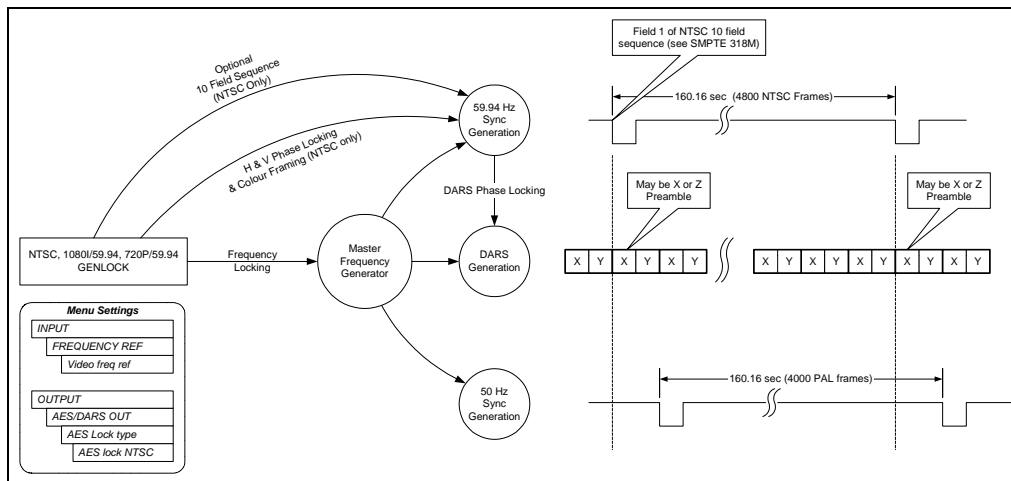 Optional
10 Field Sequence
(NTSC Only)
H & V Phase Locking
& Colour Framing (NTSC only)
59.94 Hz
Sync
Generation
DARS Phase Locking
NTSC, 1080I/59.94, 720P/59.94
GENLOCK
Frequency
Locking
Master
Frequency
Generator
DARS
Generation
50 Hz
Sync
Generation
Menu Settings
INPUT
FREQUENCY REF
Video freq ref
OUTPUT
AES/DARS OUT
AES Lock type
AES lock NTSC
Field 1 of NTSC 10 field
sequence (see SMPTE 318M)
160.16 sec (4800 NTSC Frames)
May be X or Z
Preamble
May be X or Z
Preamble
X Y X Y X Y
X Y X Y X Y X Y X Y
160.16 sec (4000 PAL frames)